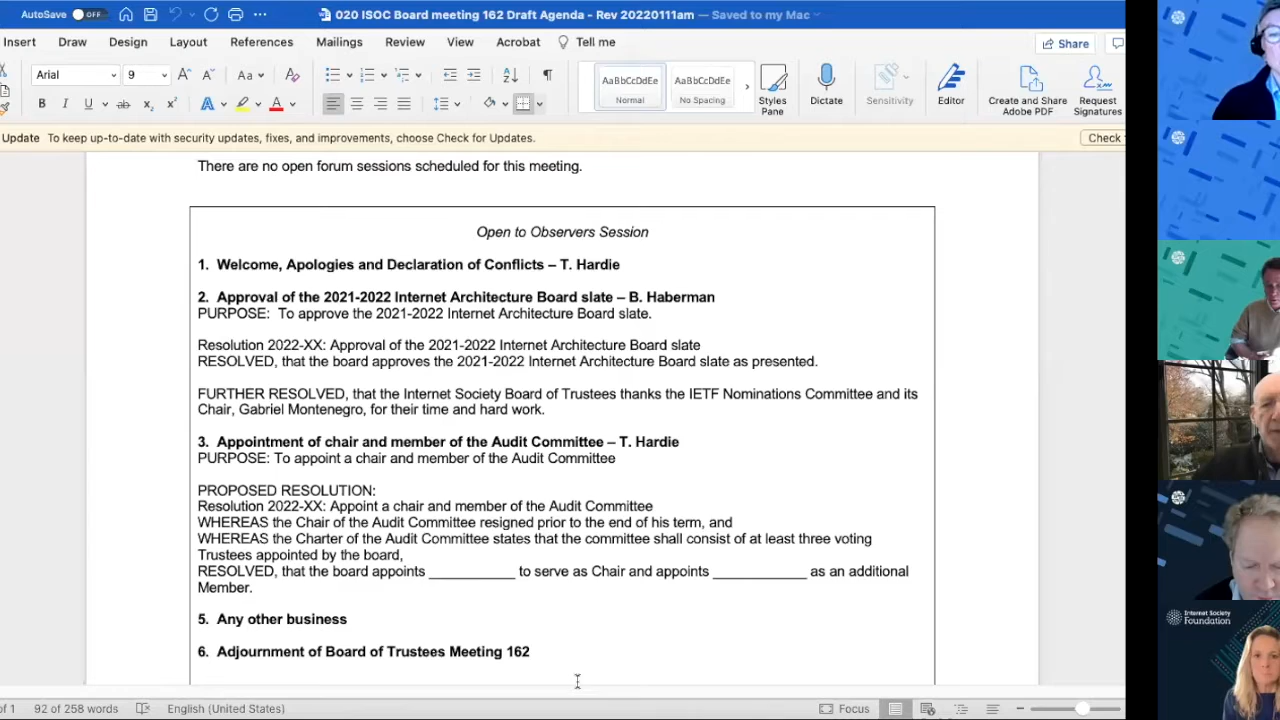 AutoSave OFF 020 ISOC Board meeting 162 Draft Agenda - Rev 20220111am — Saved to my Mac
Insert Draw Design Layout References Mailings Review View Acrobat Tell me Share
Arial 9 Aa AaBbCcDdEe AaBbCcDdEe
Normal No Spacing Styles Pane Dictate Sensitivity Editor Create and Share Adobe PDF Request Signatures
Update To keep up-to-date with security updates, fixes, and improvements, choose Check for Updates. Check
There are no open forum sessions scheduled for this meeting.
Open to Observers Session
1. Welcome, Apologies and Declaration of Conflicts – T. Hardie
2. Approval of the 2021-2022 Internet Architecture Board slate – B. Haberman
PURPOSE: To approve the 2021-2022 Internet Architecture Board slate.
Resolution 2022-XX: Approval of the 2021-2022 Internet Architecture Board slate
RESOLVED, that the board approves the 2021-2022 Internet Architecture Board slate as presented.
FURTHER RESOLVED, that the Internet Society Board of Trustees thanks the IETF Nominations Committee and its
Chair, Gabriel Montenegro, for their time and hard work.
3. Appointment of chair and member of the Audit Committee – T. Hardie
PURPOSE: To appoint a chair and member of the Audit Committee
PROPOSED RESOLUTION:
Resolution 2022-XX: Appoint a chair and member of the Audit Committee
WHEREAS the Chair of the Audit Committee resigned prior to the end of his term, and
WHEREAS the Charter of the Audit Committee states that the committee shall consist of at least three voting
Trustees appointed by the board,
RESOLVED, that the board appoints ___________ to serve as Chair and appoints ____________ as an additional
Member.
5. Any other business
6. Adjournment of Board of Trustees Meeting 162
of 1 92 of 258 words English (United States) Focus
Internet Society
Foundation